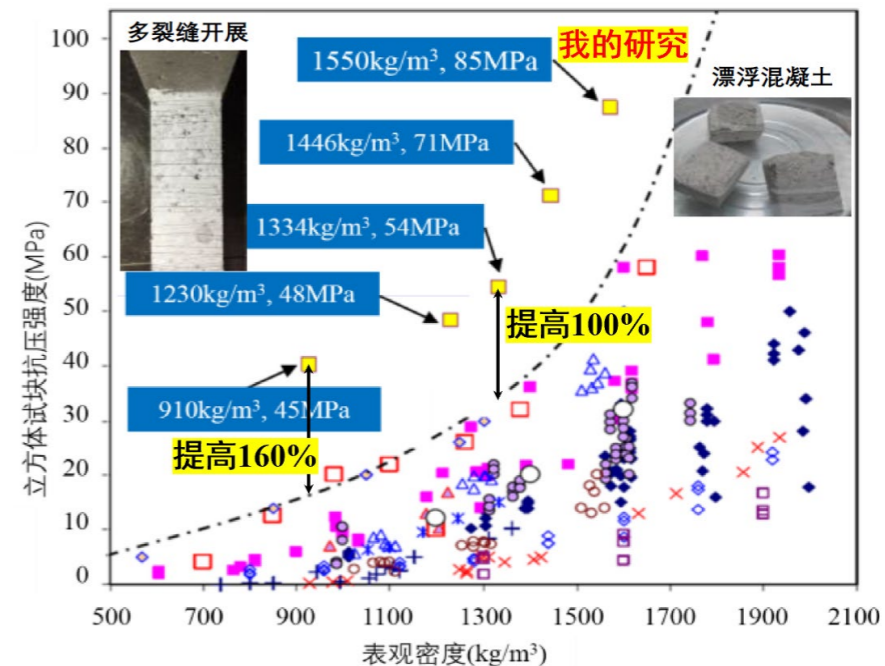 多裂缝开展
我的研究
漂浮混凝土
1550kg/m³, 85MPa
1446kg/m³, 71MPa
1334kg/m³, 54MPa
1230kg/m³, 48MPa
910kg/m³, 45MPa
提高100%
提高160%
立方体试块抗压强度(MPa)
100
90
80
70
60
50
40
30
20
10
0
500 700 900 1100 1300 1500 1700 1900 2100
表观密度(kg/m³)